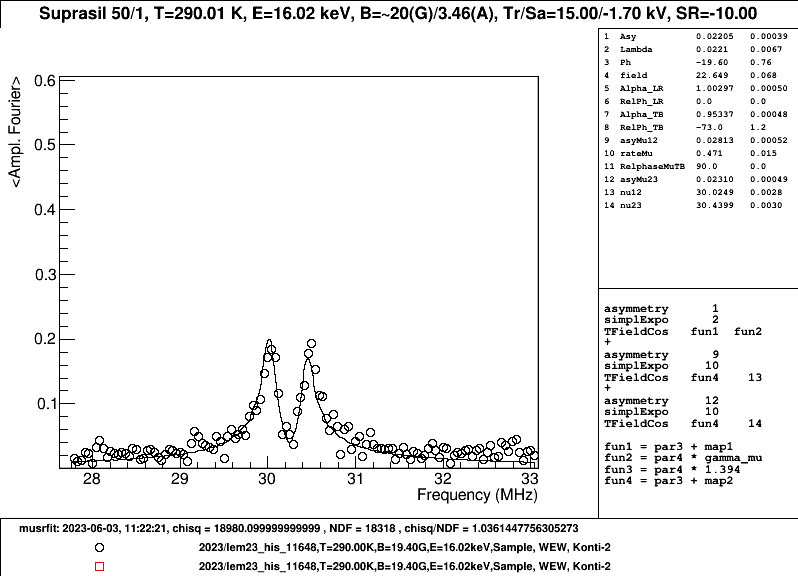 Suprasil 50/1, T=290.01 K, E=16.02 keV, B=~20(G)/3.46(A), Tr/Sa=15.00/-1.70 kV, SR=-10.00
<Ampl. Fourier>
0.6
0.5
0.4
0.3
0.2
0.1
28 29 30 31 32 33
Frequency (MHz)
1 Asy 0.02205 0.00039
2 Lambda 0.0221 0.0067
3 Ph -19.60 0.76
4 field 22.649 0.068
5 Alpha_LR 1.00297 0.00050
6 RelPh_LR 0.0 0.0
7 Alpha_TB 0.95337 0.00048
8 RelPh_TB -73.0 1.2
9 asyMu12 0.02813 0.00052
10 rateMu 0.471 0.015
11 RelphaseMuTB 90.0 0.0
12 asyMu23 0.02310 0.00049
13 nu12 30.0249 0.0028
14 nu23 30.4399 0.0030
asymmetry 1
simplExpo 2
TFieldCos fun1 fun2
+
asymmetry 9
simplExpo 10
TFieldCos fun4 13
+
asymmetry 12
simplExpo 10
TFieldCos fun4 14
fun1 = par3 + map1
fun2 = par4 * gamma_mu
fun3 = par4 * 1.394
fun4 = par3 + map2
musrfit: 2023-06-03, 11:22:21, chisq = 18980.099999999999 , NDF = 18318 , chisq/NDF = 1.0361447756305273
2023/lem23_his_11648,T=290.00K,B=19.40G,E=16.02keV,Sample, WEW, Konti-2
2023/lem23_his_11648,T=290.00K,B=19.40G,E=16.02keV,Sample, WEW, Konti-2